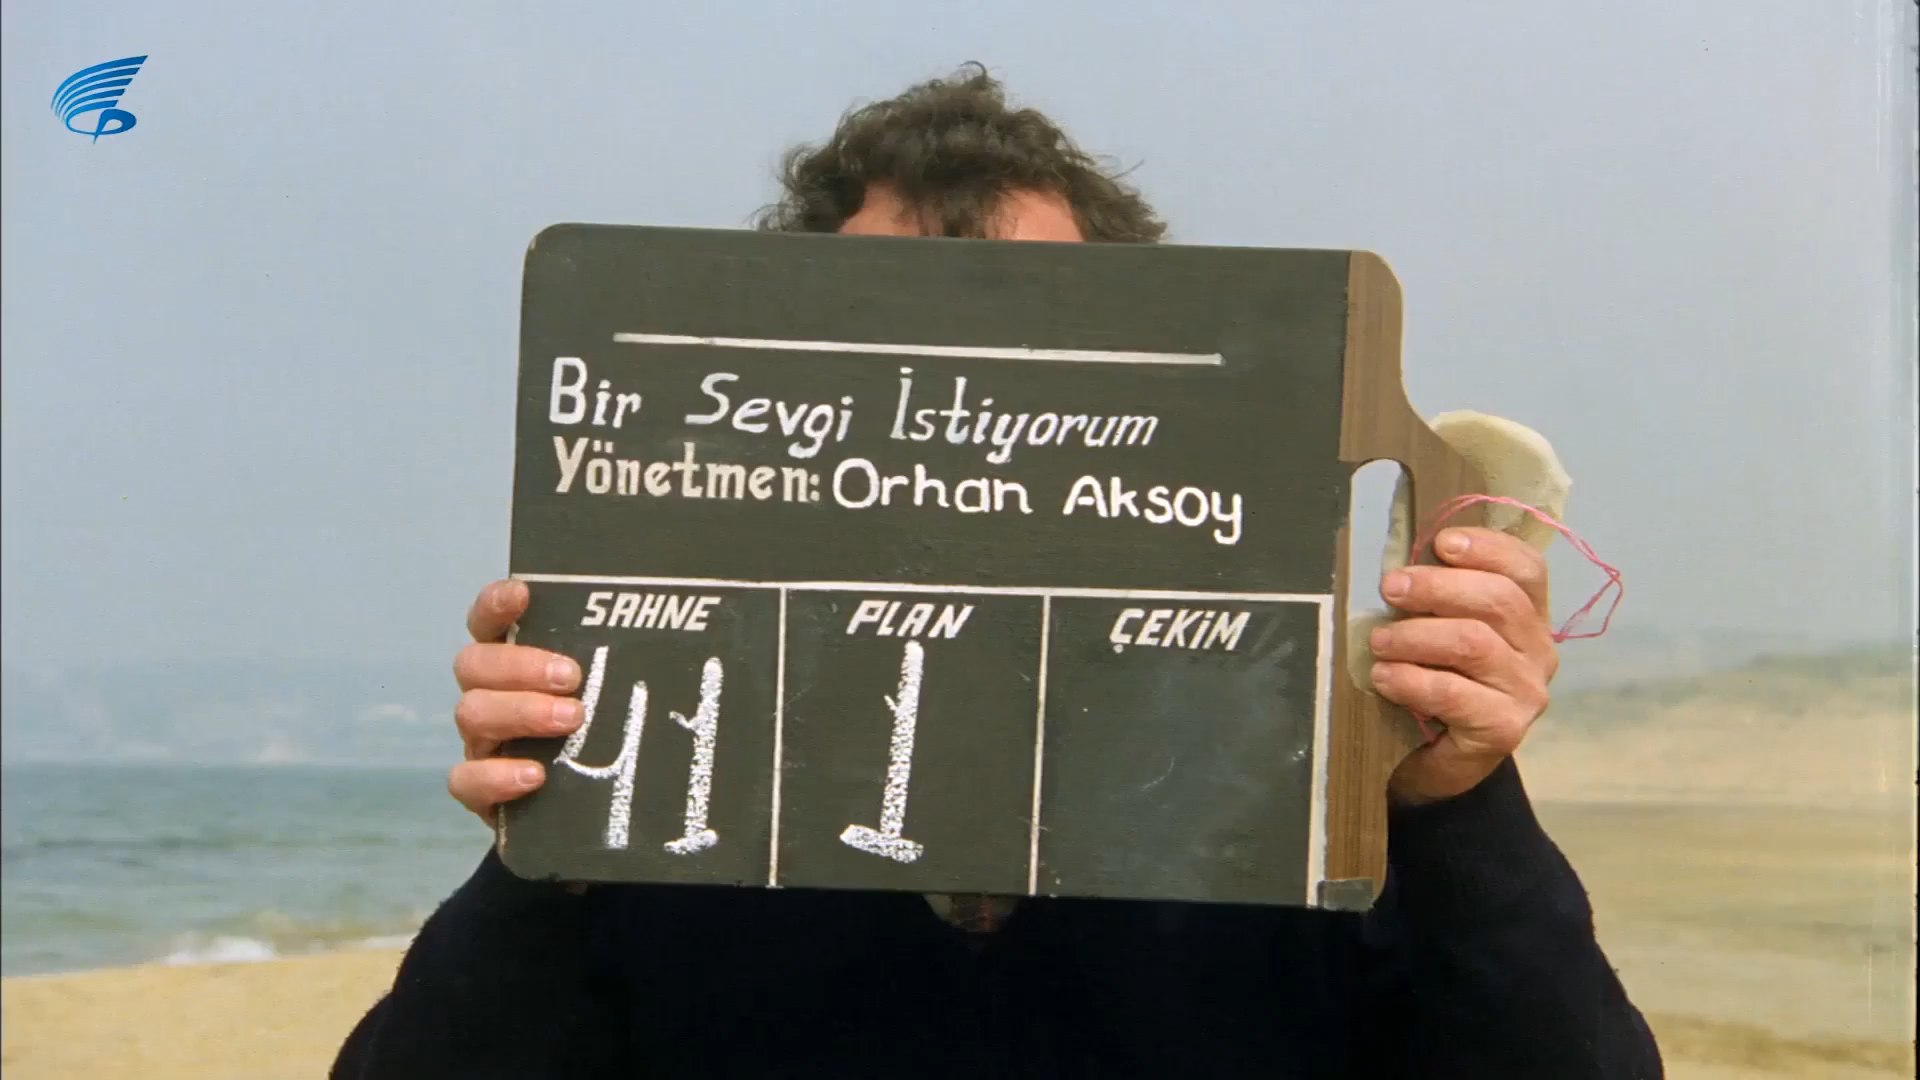 Bir Sevgi İstiyorum
Yönetmen: Orhan Aksoy
SAHNE PLAN ÇEKİM
41 1